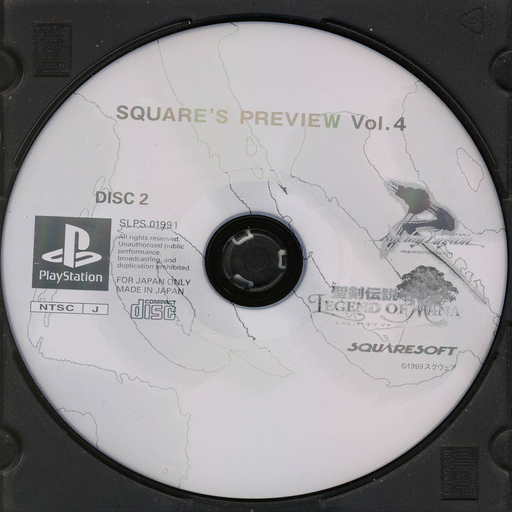 SQUARE'S PREVIEW Vol.4
DISC 2
SLPS 01991
All rights reserved.
Unauthorized public
performance,
broadcasting and
duplication prohibited.
PlayStation
FOR JAPAN ONLY
MADE IN JAPAN
NTSC J
COMPACT
disc
聖剣伝説
LEGEND OF MANA
SQUARESOFT
©1999 スクウェア